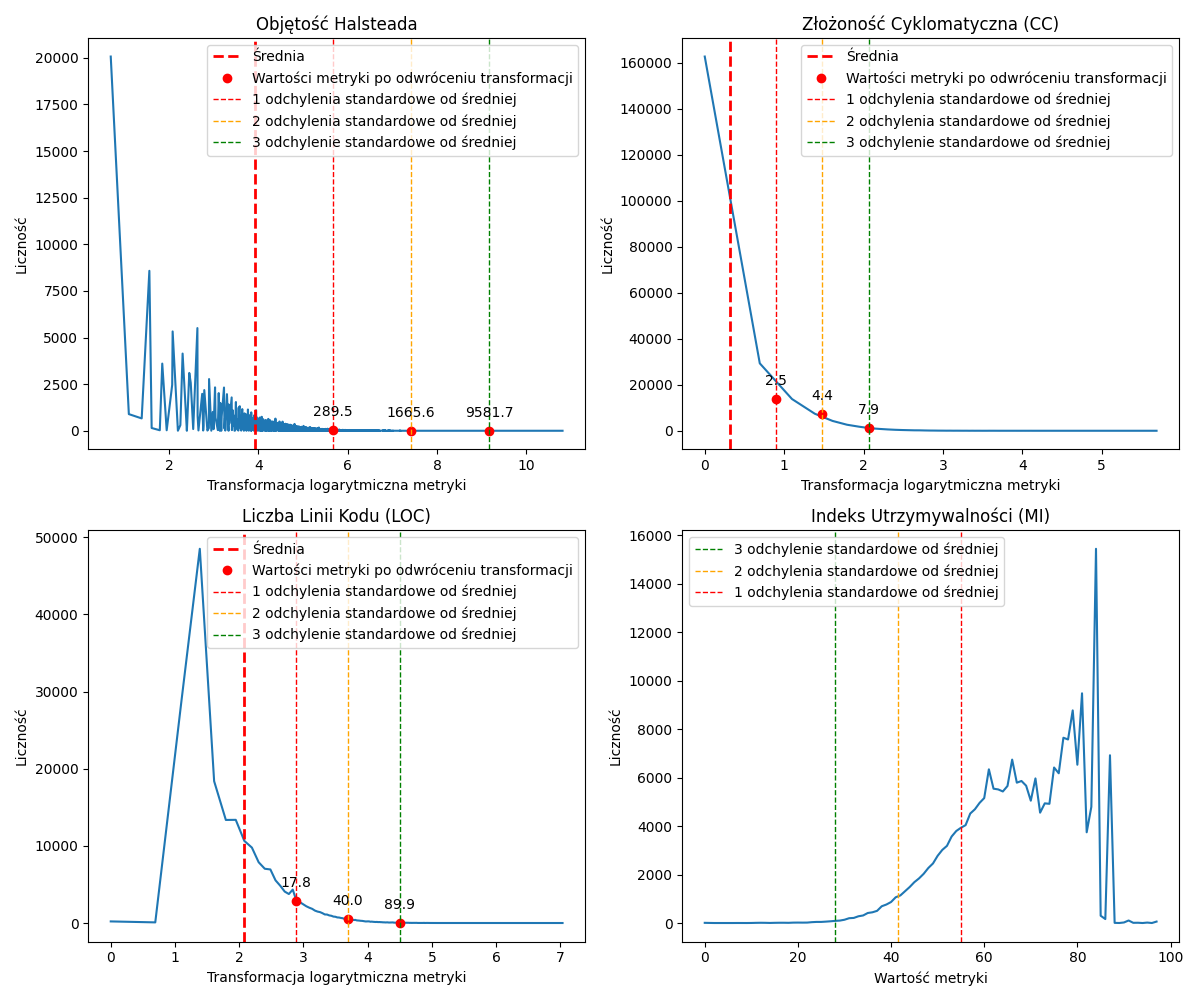 Objętość Halsteada
20000
17500
15000
12500
10000
7500
5000
2500
0
Liczność
Średnia
Wartości metryki po odwróceniu transformacji
1 odchylenia standardowe od średniej
2 odchylenia standardowe od średniej
3 odchylenie standardowe od średniej
289.5 1665.6 9581.7
2 4 6 8 10
Transformacja logarytmiczna metryki
Złożoność Cyklomatyczna (CC)
160000
140000
120000
100000
80000
60000
40000
20000
0
Liczność
Średnia
Wartości metryki po odwróceniu transformacji
1 odchylenia standardowe od średniej
2 odchylenia standardowe od średniej
3 odchylenie standardowe od średniej
2.5
4.4
7.9
0 1 2 3 4 5
Transformacja logarytmiczna metryki
Liczba Linii Kodu (LOC)
50000
40000
30000
20000
10000
0
Liczność
Średnia
Wartości metryki po odwróceniu transformacji
1 odchylenia standardowe od średniej
2 odchylenia standardowe od średniej
3 odchylenie standardowe od średniej
17.8
40.0
89.9
0 1 2 3 4 5 6 7
Transformacja logarytmiczna metryki
Indeks Utrzymywalności (MI)
16000
14000
12000
10000
8000
6000
4000
2000
0
Liczność
3 odchylenie standardowe od średniej
2 odchylenia standardowe od średniej
1 odchylenia standardowe od średniej
0 20 40 60 80 100
Wartość metryki